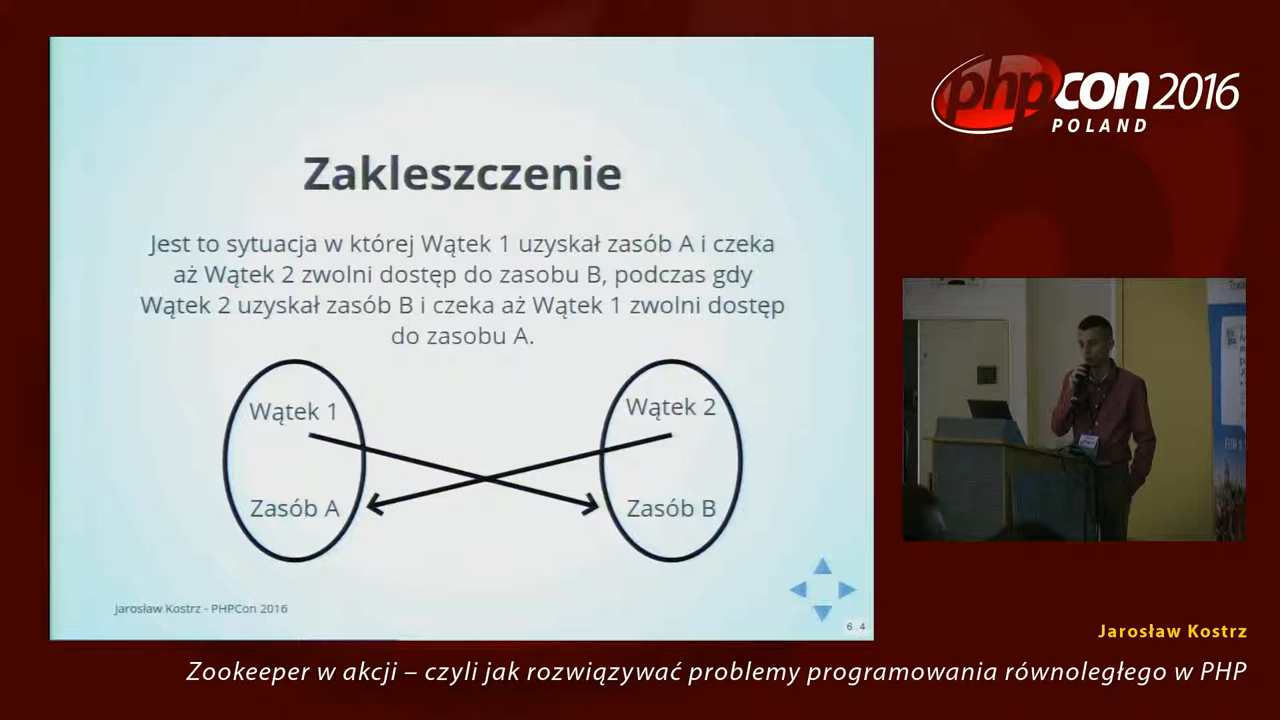 phpcon 2016
POLAND
Zakleszczenie
Jest to sytuacja w której Wątek 1 uzyskał zasób A i czeka
aż Wątek 2 zwolni dostęp do zasobu B, podczas gdy
Wątek 2 uzyskał zasób B i czeka aż Wątek 1 zwolni dostęp
do zasobu A.
Wątek 1
Wątek 2
Zasób A
Zasób B
Jarosław Kostrz - PHPCon 2016
6.4
Jarosław Kostrz
Zookeeper w akcji – czyli jak rozwiązywać problemy programowania równoległego w PHP